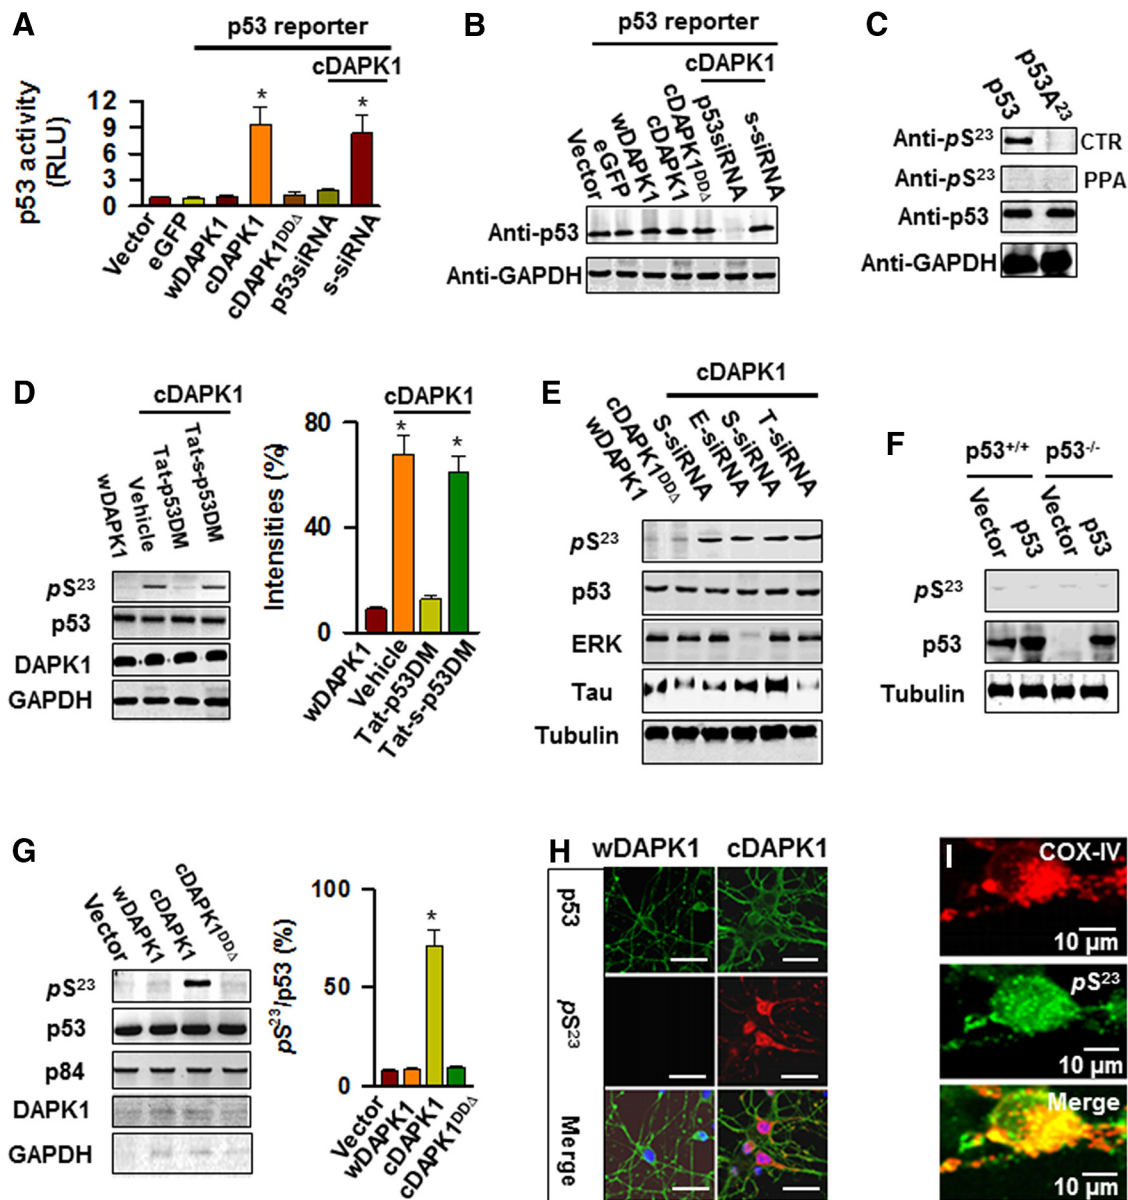 A
p53 reporter
cDAPK1
p53 activity
(RLU)
12
9
6
3
0
*
*
Vector
eGFP
wDAPK1
cDAPK1
cDAPK1DDΔ
p53siRNA
s-siRNA
B
p53 reporter
cDAPK1
Vector
eGFP
wDAPK1
cDAPK1
cDAPK1DDΔ
p53siRNA
s-siRNA
Anti-p53
Anti-GAPDH
C
p53
p53A23
Anti-pS23
CTR
Anti-pS23
PPA
Anti-p53
Anti-GAPDH
D
cDAPK1
wDAPK1
Vehicle
Tat-p53DM
Tat-s-p53DM
pS23
p53
DAPK1
GAPDH
cDAPK1
Intensities (%)
80
40
0
*
*
wDAPK1
Vehicle
Tat-p53DM
Tat-s-p53DM
E
cDAPK1
wDAPK1
cDAPK1DDΔ
S-siRNA
E-siRNA
S-siRNA
T-siRNA
pS23
p53
ERK
Tau
Tubulin
F
p53+/+
p53-/-
Vector
p53
Vector
p53
pS23
p53
Tubulin
G
Vector
wDAPK1
cDAPK1
cDAPK1DDΔ
pS23
p53
p84
DAPK1
GAPDH
pS23/p53 (%)
100
50
0
*
Vector
wDAPK1
cDAPK1
cDAPK1DDΔ
H
wDAPK1
cDAPK1
p53
pS23
Merge
I
COX-IV
10 µm
pS23
10 µm
Merge
10 µm